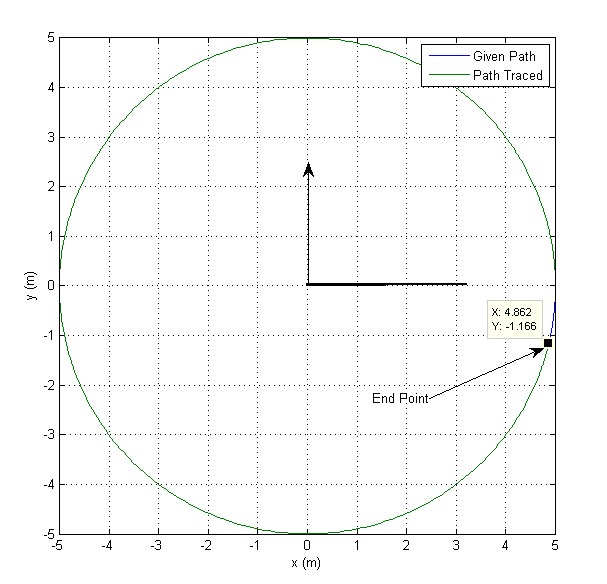 Given Path
Path Traced
5
4
3
2
1
0
-1
-2
-3
-4
-5
y (m)
X: 4.862
Y: -1.166
End Point
-5 -4 -3 -2 -1 0 1 2 3 4 5
x (m)